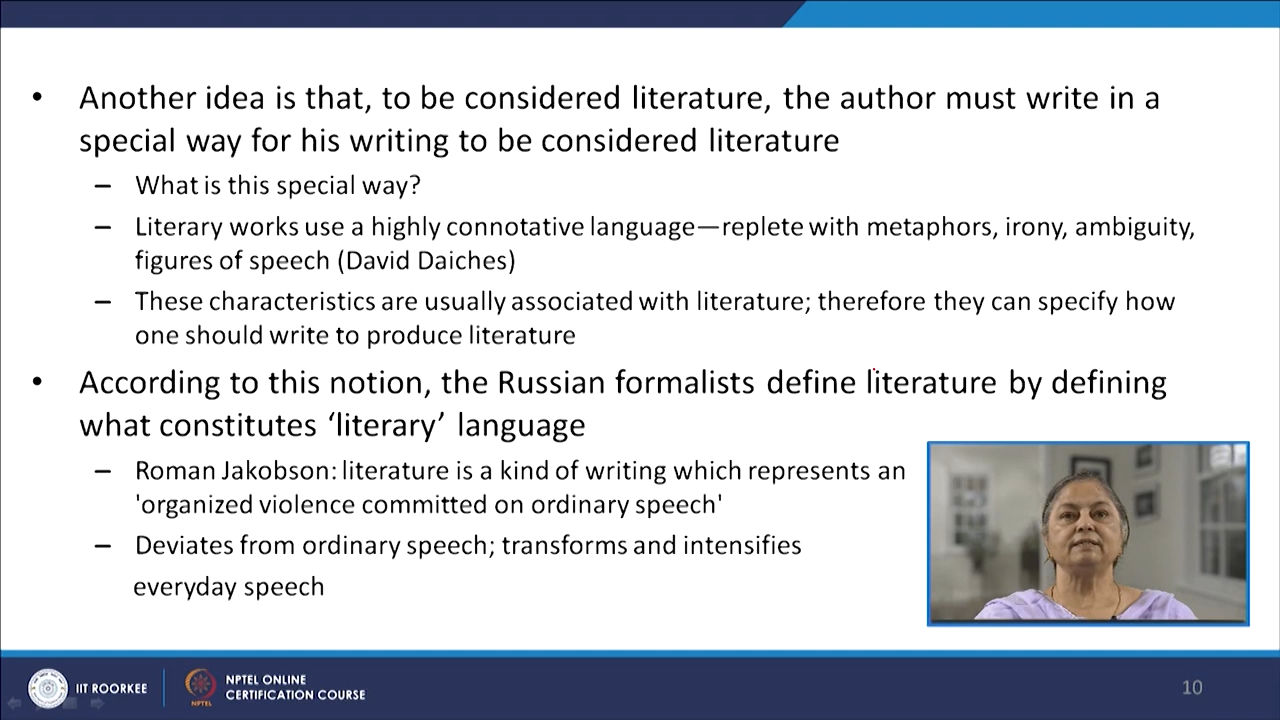 • Another idea is that, to be considered literature, the author must write in a
special way for his writing to be considered literature
– What is this special way?
– Literary works use a highly connotative language—replete with metaphors, irony, ambiguity,
figures of speech (David Daiches)
– These characteristics are usually associated with literature; therefore they can specify how
one should write to produce literature
• According to this notion, the Russian formalists define literature by defining
what constitutes ‘literary’ language
– Roman Jakobson: literature is a kind of writing which represents an
'organized violence committed on ordinary speech'
– Deviates from ordinary speech; transforms and intensifies
everyday speech
IIT ROORKEE
NPTEL
NPTEL ONLINE
CERTIFICATION COURSE
10